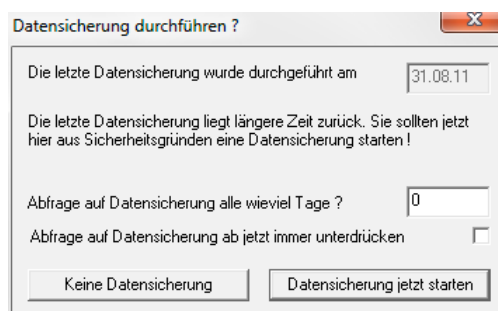 Datensicherung durchführen ?
Die letzte Datensicherung wurde durchgeführt am 31.08.11
Die letzte Datensicherung liegt längere Zeit zurück. Sie sollten jetzt
hier aus Sicherheitsgründen eine Datensicherung starten !
Abfrage auf Datensicherung alle wieviel Tage ? 0
Abfrage auf Datensicherung ab jetzt immer unterdrücken
Keine Datensicherung Datensicherung jetzt starten